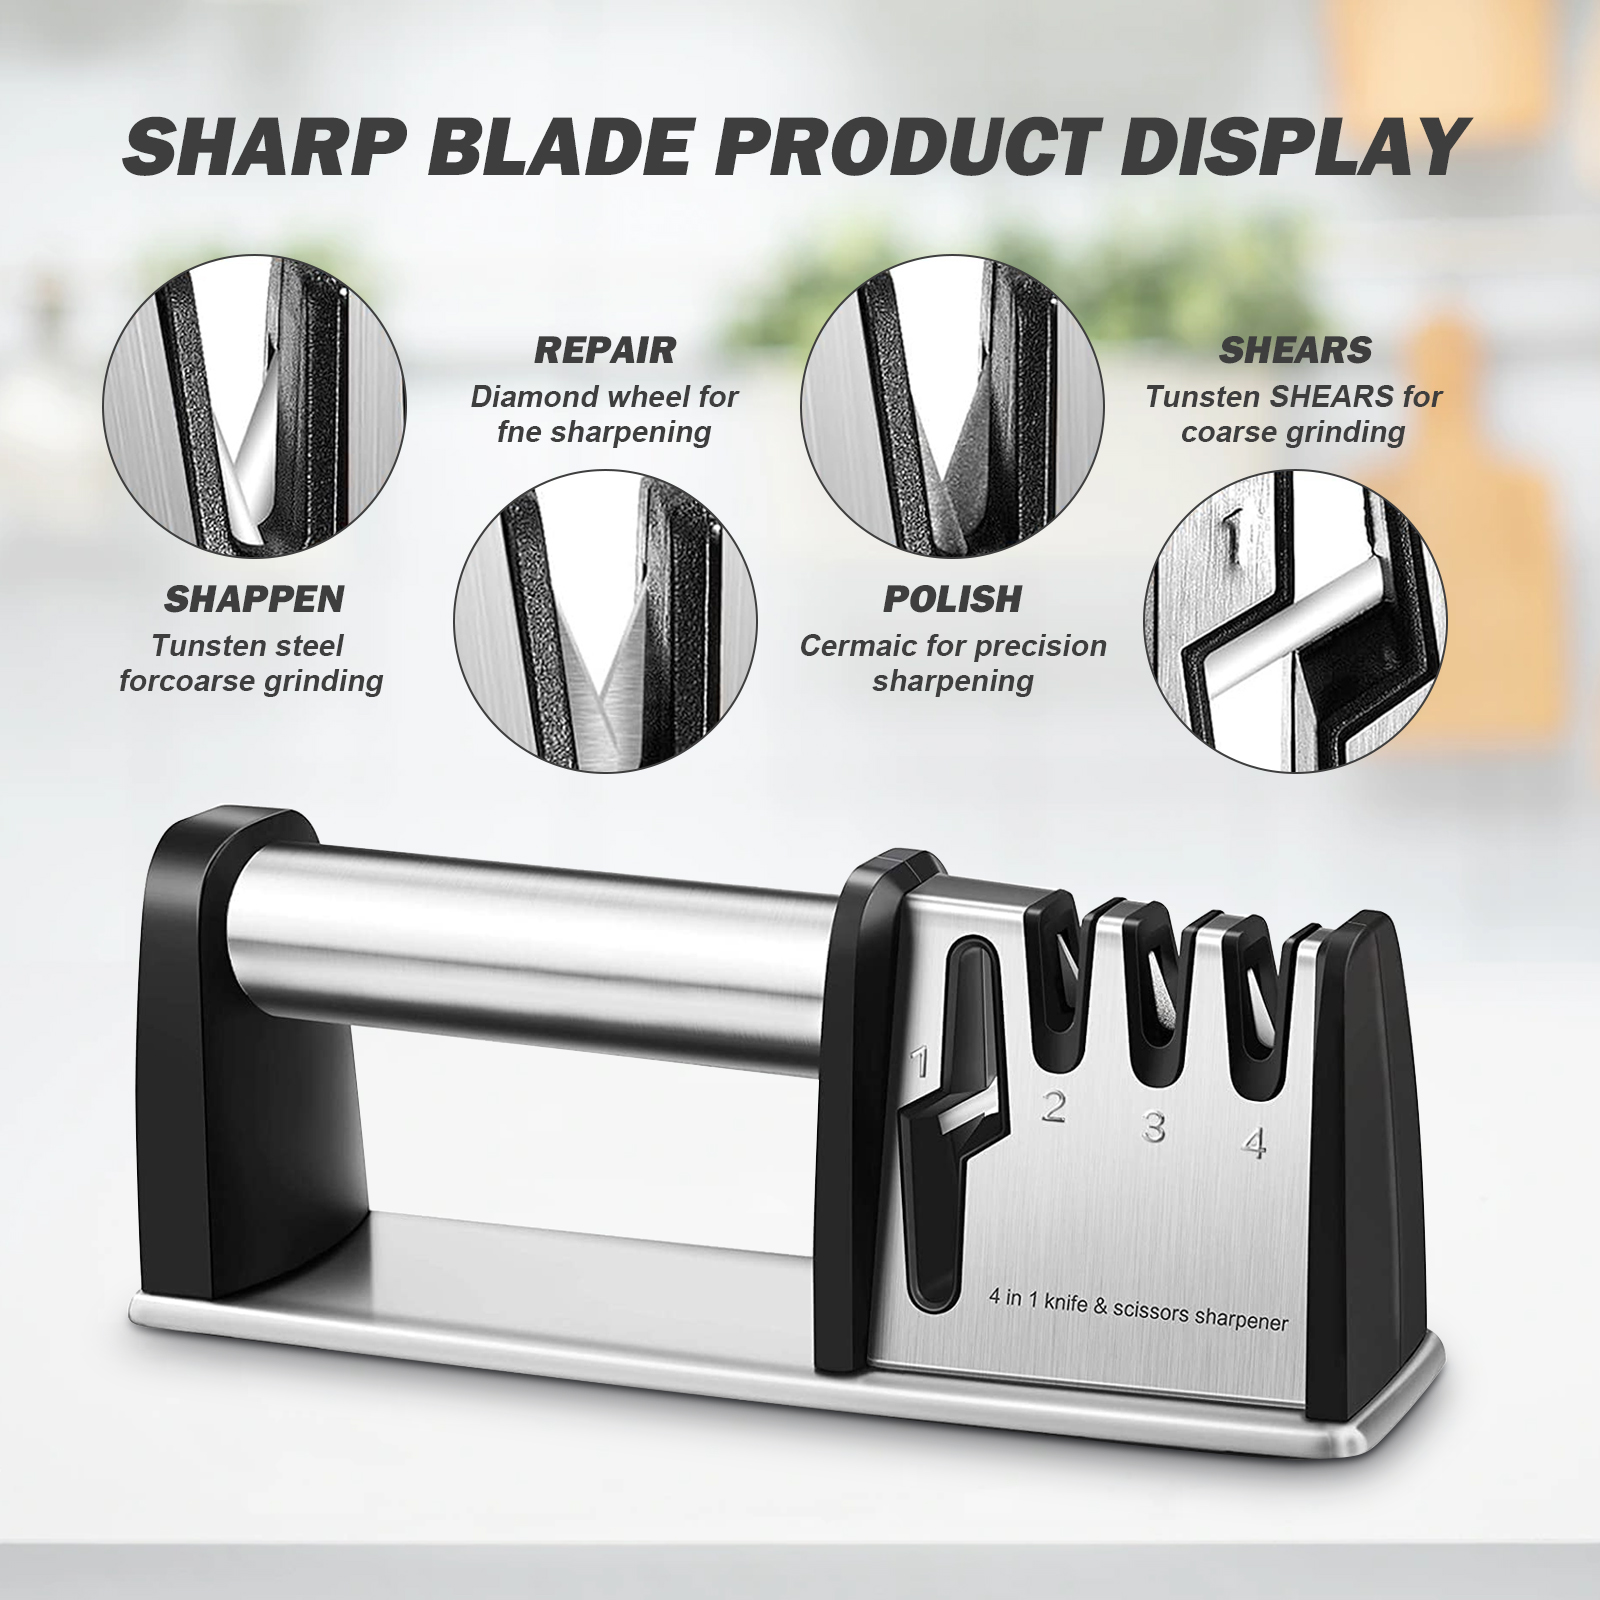 SHARP BLADE PRODUCT DISPLAY
SHAPPEN
Tunsten steel
forcoarse grinding
REPAIR
Diamond wheel for
fne sharpening
POLISH
Cermaic for precision
sharpening
SHEARS
Tunsten SHEARS for
coarse grinding
1
1
2
3
4
4 in 1 knife & scissors sharpener